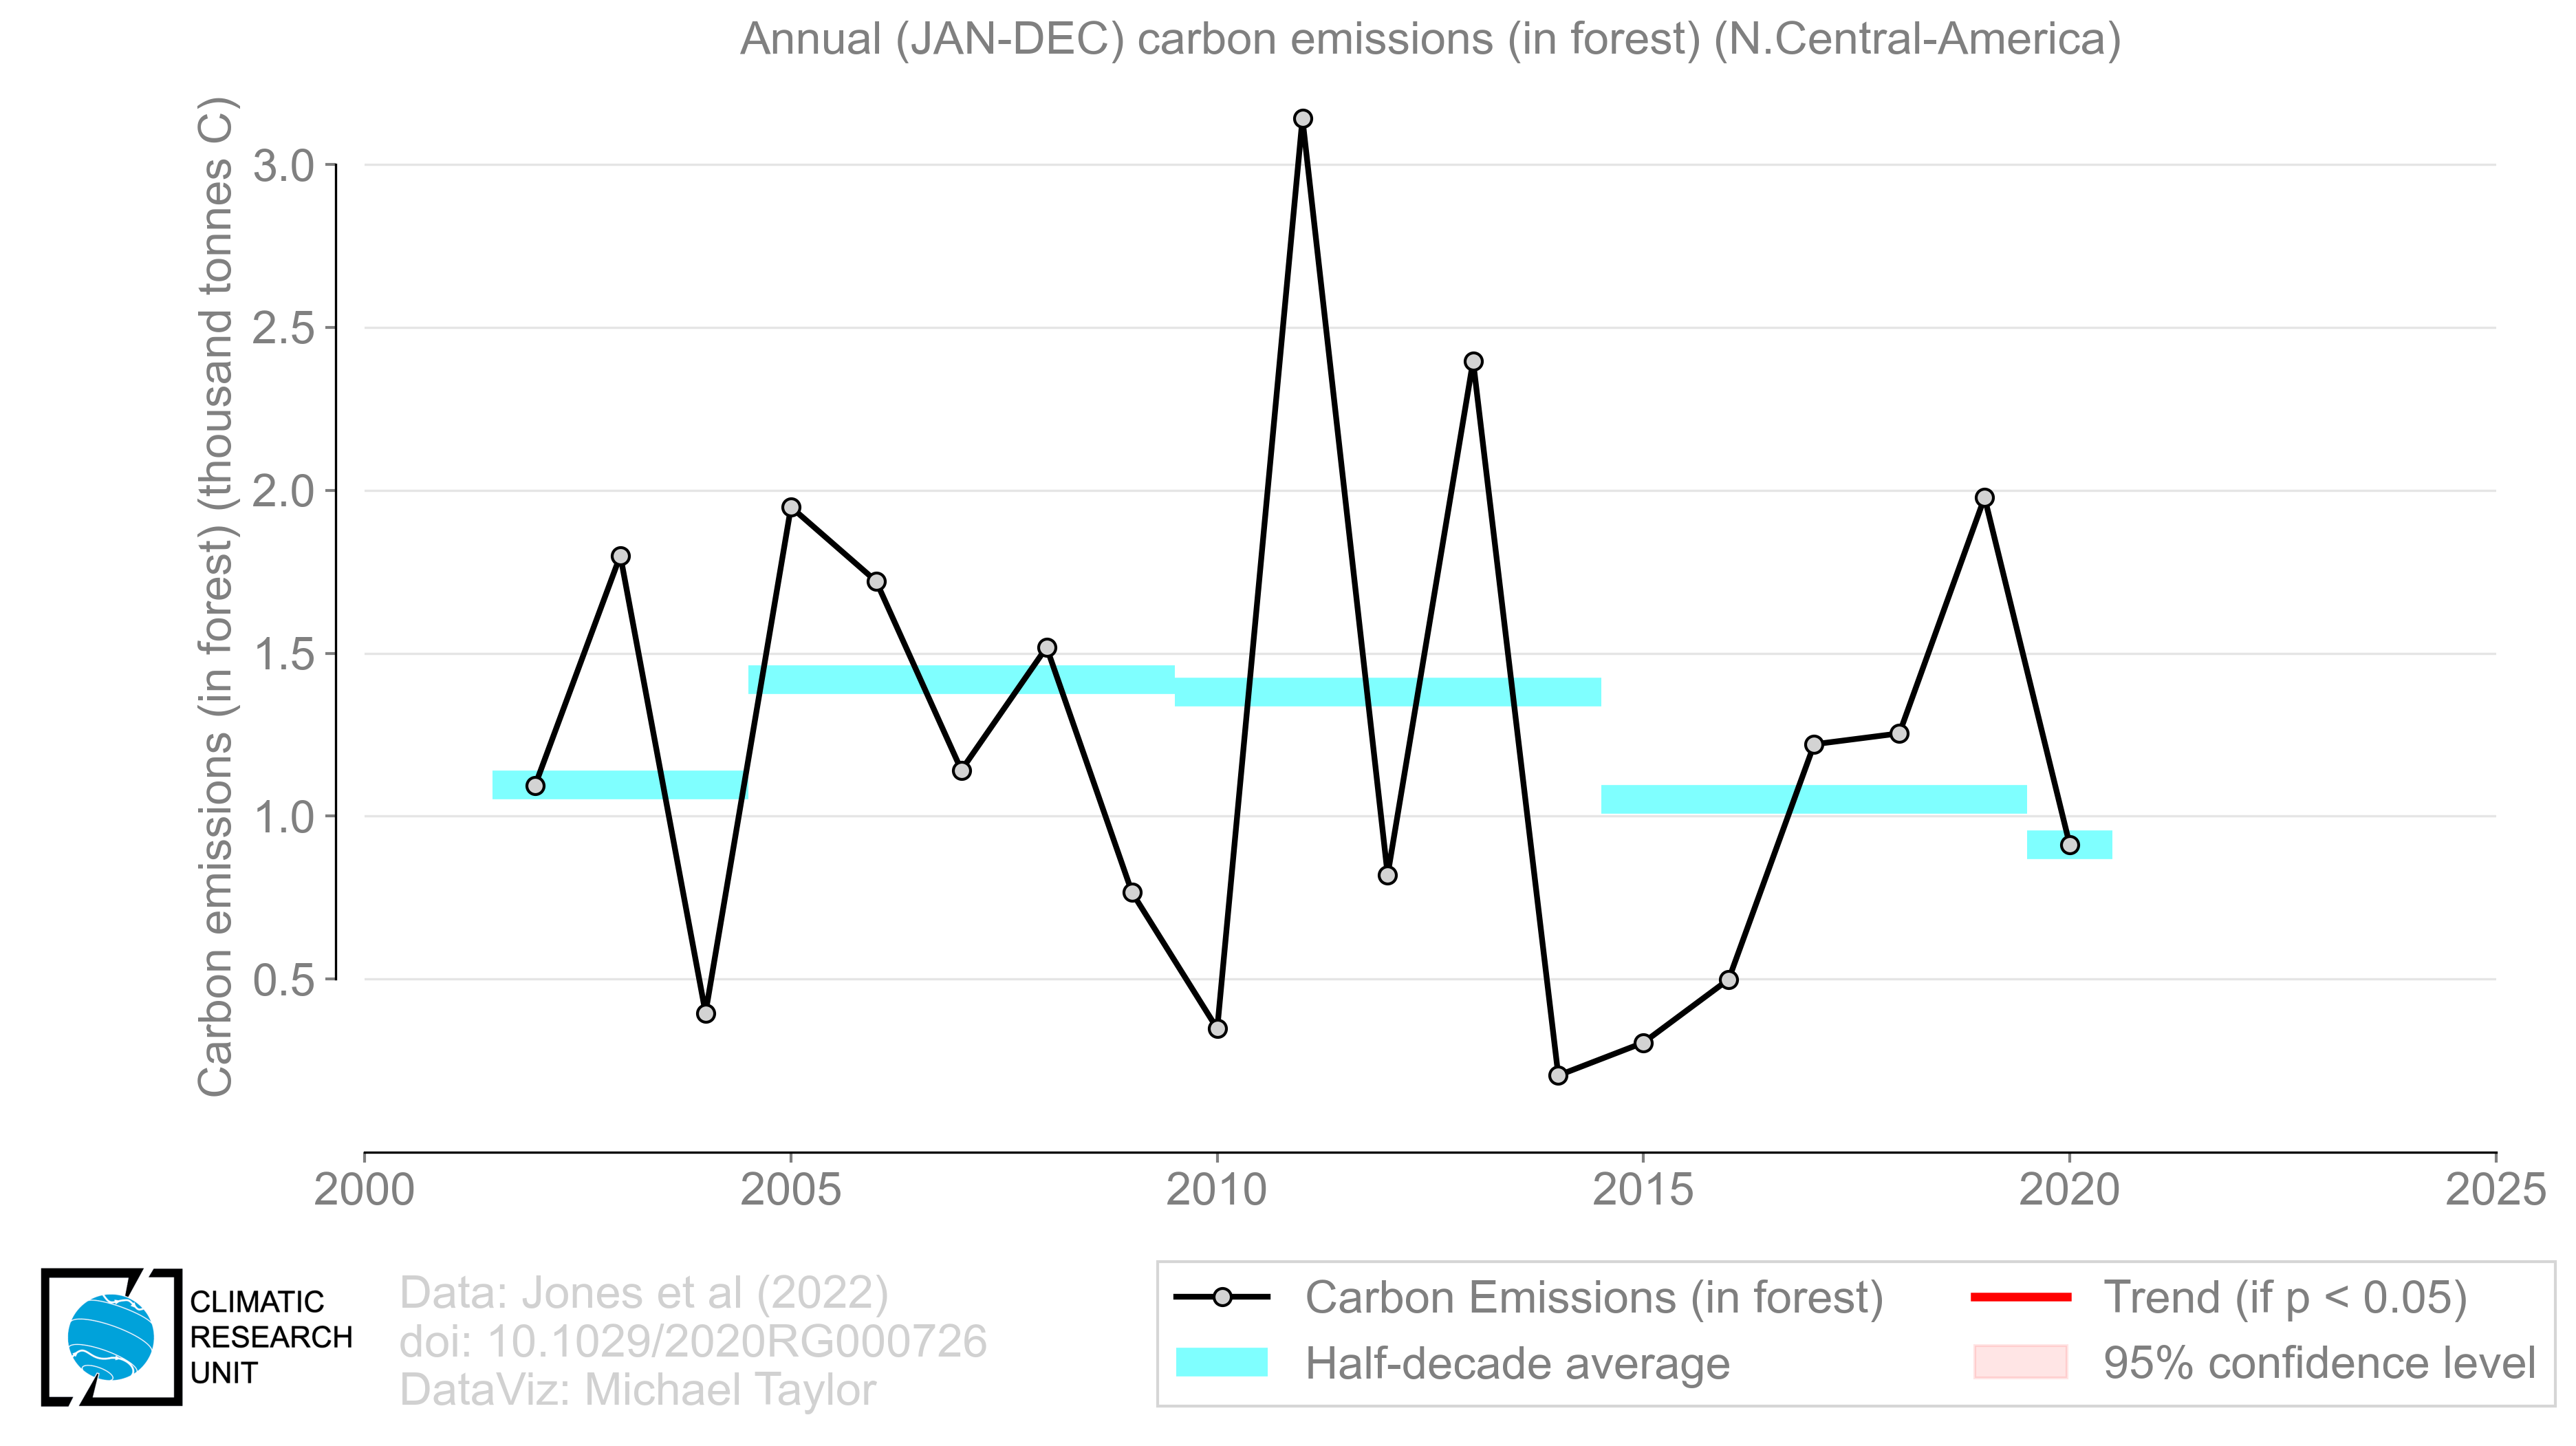 Annual (JAN-DEC) carbon emissions (in forest) (N.Central-America)
Carbon emissions (in forest) (thousand tonnes C)
3.0
2.5
2.0
1.5
1.0
0.5
2000
2005
2010
2015
2020
2025
CLIMATIC
RESEARCH
UNIT
Data: Jones et al (2022)
doi: 10.1029/2020RG000726
DataViz: Michael Taylor
Carbon Emissions (in forest)
Half-decade average
Trend (if p < 0.05)
95% confidence level